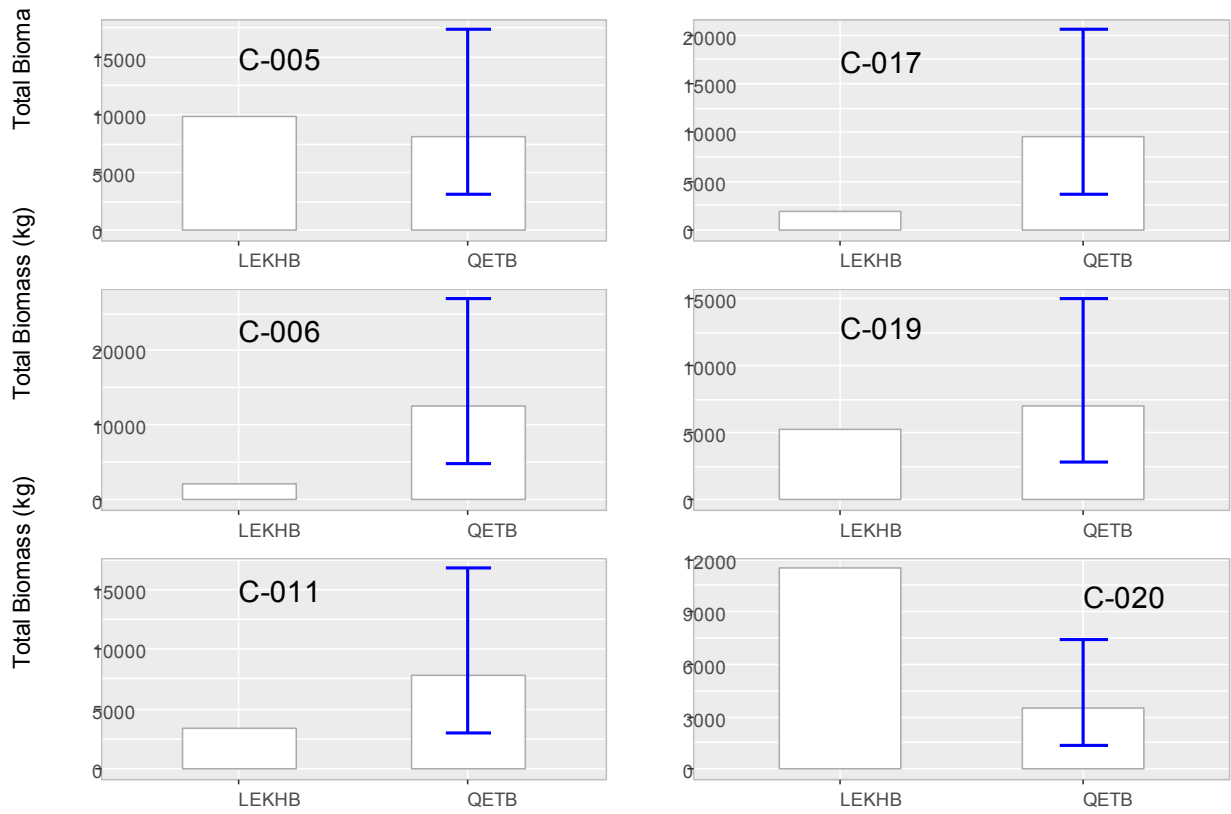 Total Bioma
15000
10000
5000
0
C-005
LEKHB
QETB
20000
15000
10000
5000
0
C-017
LEKHB
QETB
Total Biomass (kg)
20000
10000
0
C-006
LEKHB
QETB
15000
10000
5000
0
C-019
LEKHB
QETB
Total Biomass (kg)
15000
10000
5000
0
C-011
LEKHB
QETB
12000
9000
6000
3000
0
C-020
LEKHB
QETB